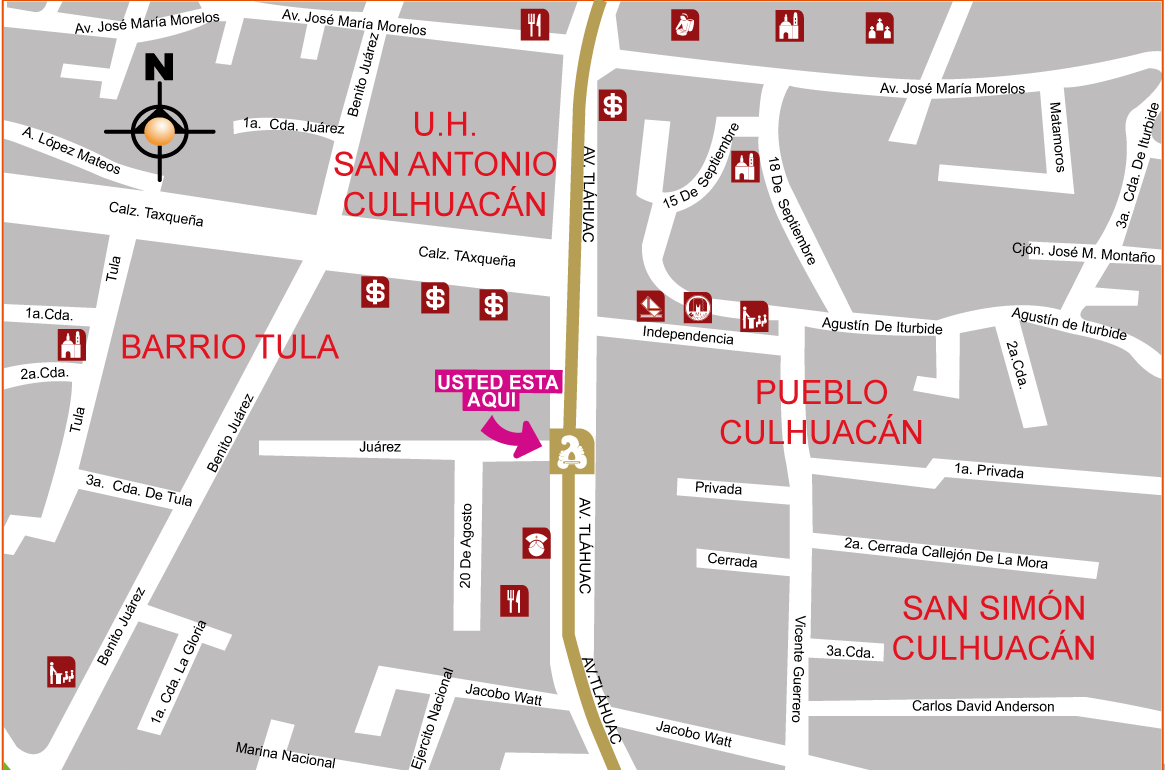 Av. José María Morelos
Av. José María Morelos
N
Benito Juárez
1a. Cda. Juárez
A. López Mateos
U.H.
SAN ANTONIO
CULHUACÁN
Calz. Taxqueña
Calz. TAxqueña
AV. TLÁHUAC
$
Av. José María Morelos
Matamoros
3a. Cda. De Iturbide
15 De Septiembre
18 De Septiembre
Cjón. José M. Montaño
Tula
1a.Cda.
2a.Cda.
Tula
BARRIO TULA
$
$
$
Independencia
Agustín De Iturbide
Agustín de Iturbide
2a.Cda.
USTED ESTA
AQUI
PUEBLO
CULHUACÁN
Benito Juárez
Juárez
3a. Cda. De Tula
20 De Agosto
AV. TLÁHUAC
Privada
1a. Privada
Cerrada
2a. Cerrada Callejón De La Mora
SAN SIMÓN
CULHUACÁN
Vicente Guerrero
3a.Cda.
Carlos David Anderson
Benito Juárez
1a. Cda. La Gloria
Jacobo Watt
Ejercito Nacional
Marina Nacional
AV.TLÁHUAC
Jacobo Watt